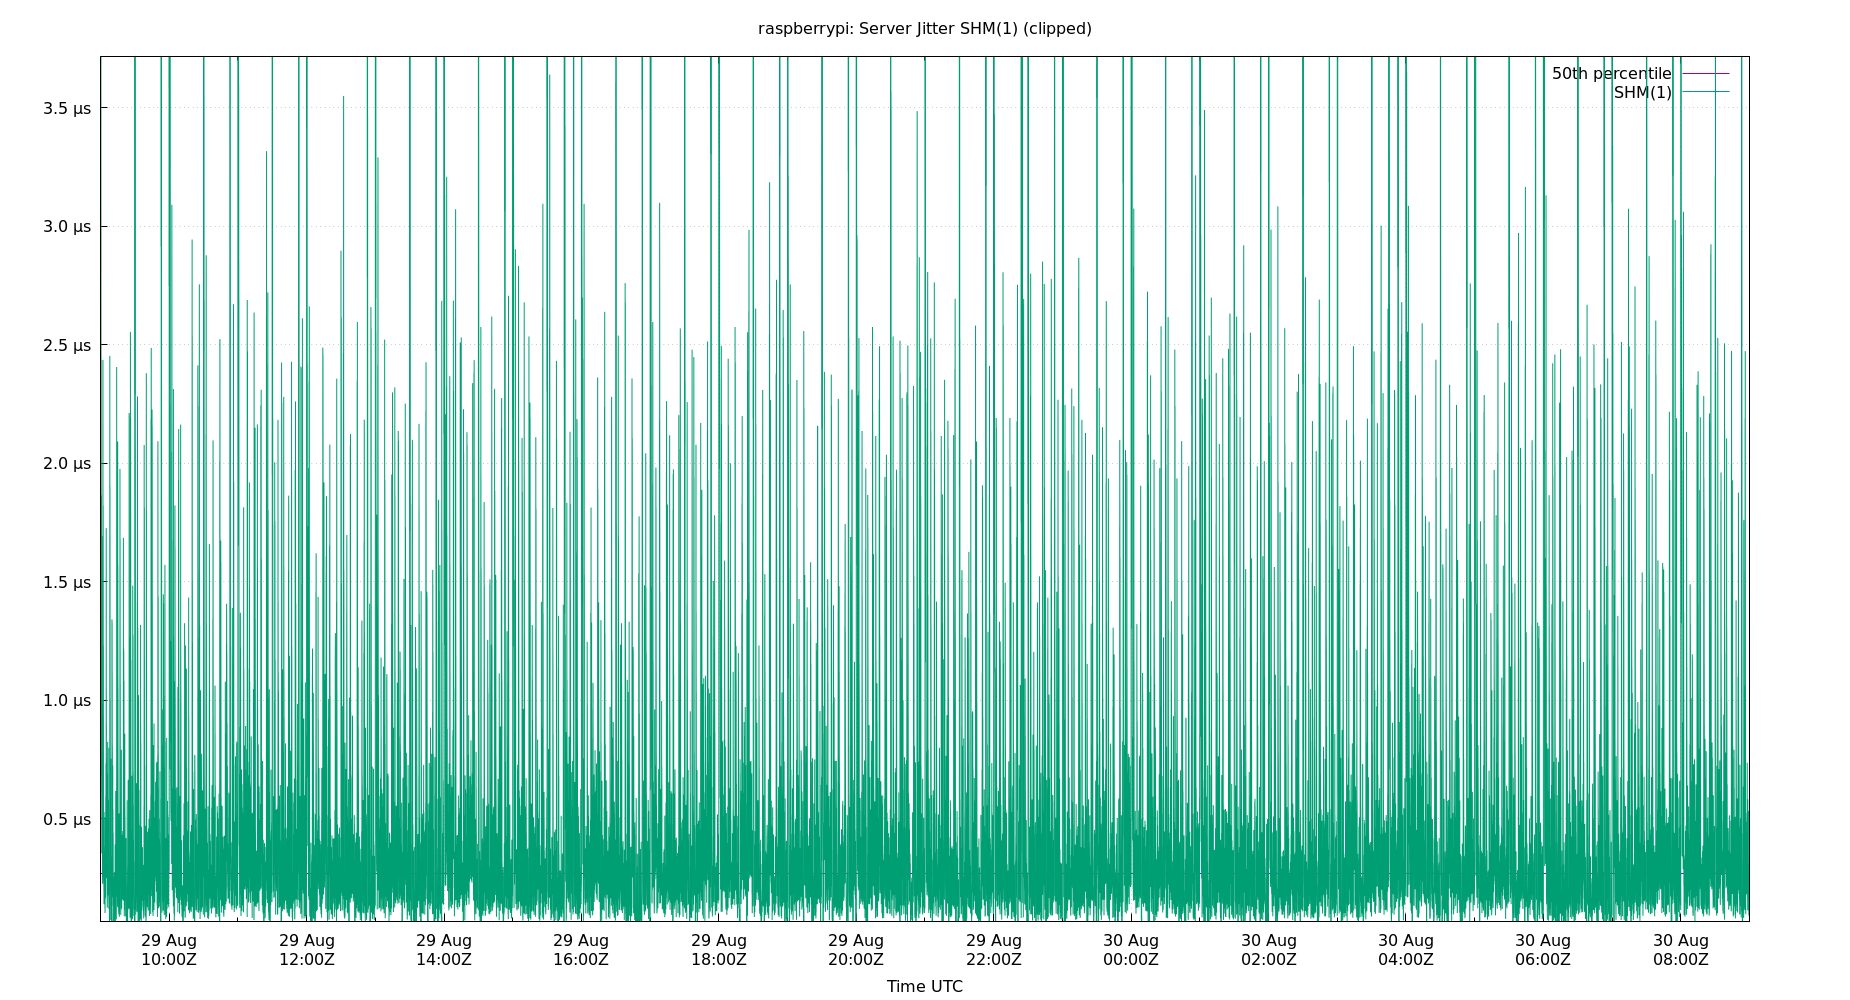 raspberrypi: Server Jitter SHM(1) (clipped)
50th percentile
SHM(1)
3.5 µs
3.0 µs
2.5 µs
2.0 µs
1.5 µs
1.0 µs
0.5 µs
29 Aug 29 Aug 29 Aug 29 Aug 29 Aug 29 Aug 29 Aug 30 Aug 30 Aug 30 Aug 30 Aug 30 Aug
10:00Z 12:00Z 14:00Z 16:00Z 18:00Z 20:00Z 22:00Z 00:00Z 02:00Z 04:00Z 06:00Z 08:00Z
Time UTC